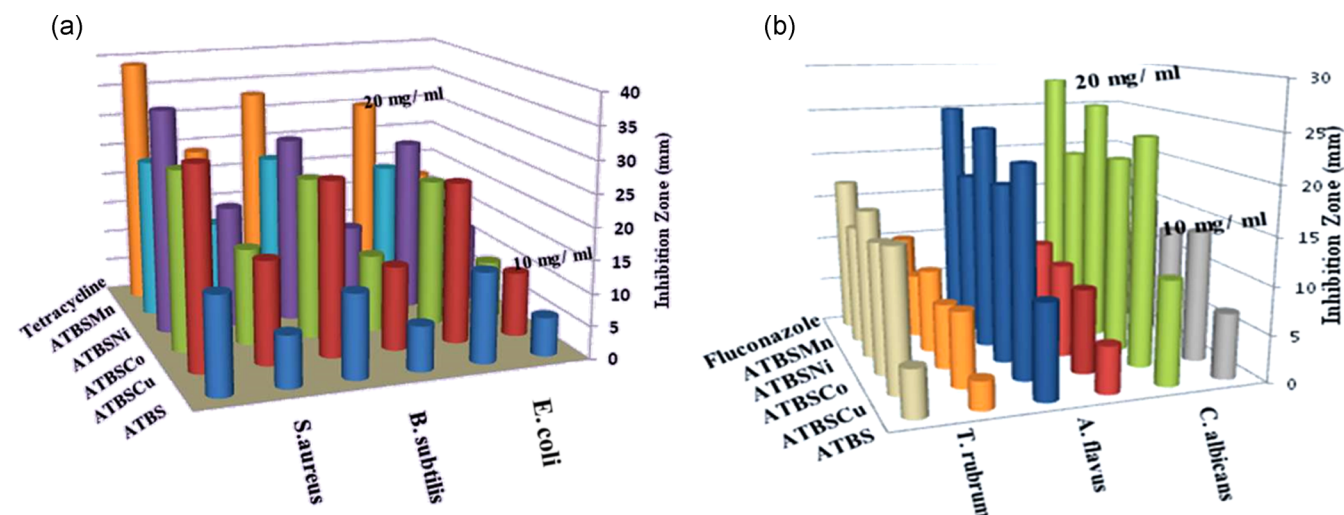 (a)
20 mg/ ml
10 mg/ ml
40
35
30
25
20
15
10
5
0
Inhibition Zone (mm)
Tetracycline
ATBSMn
ATBSNi
ATBSCo
ATBSCu
ATBS
S.aureus
B. subtilis
E. coli
(b)
20 mg/ ml
10 mg/ ml
30
25
20
15
10
5
0
Inhibition Zone (mm)
Fluconazole
ATBSMn
ATBSNi
ATBSCo
ATBSCu
ATBS
T. rubrum
A. flavus
C. albicans